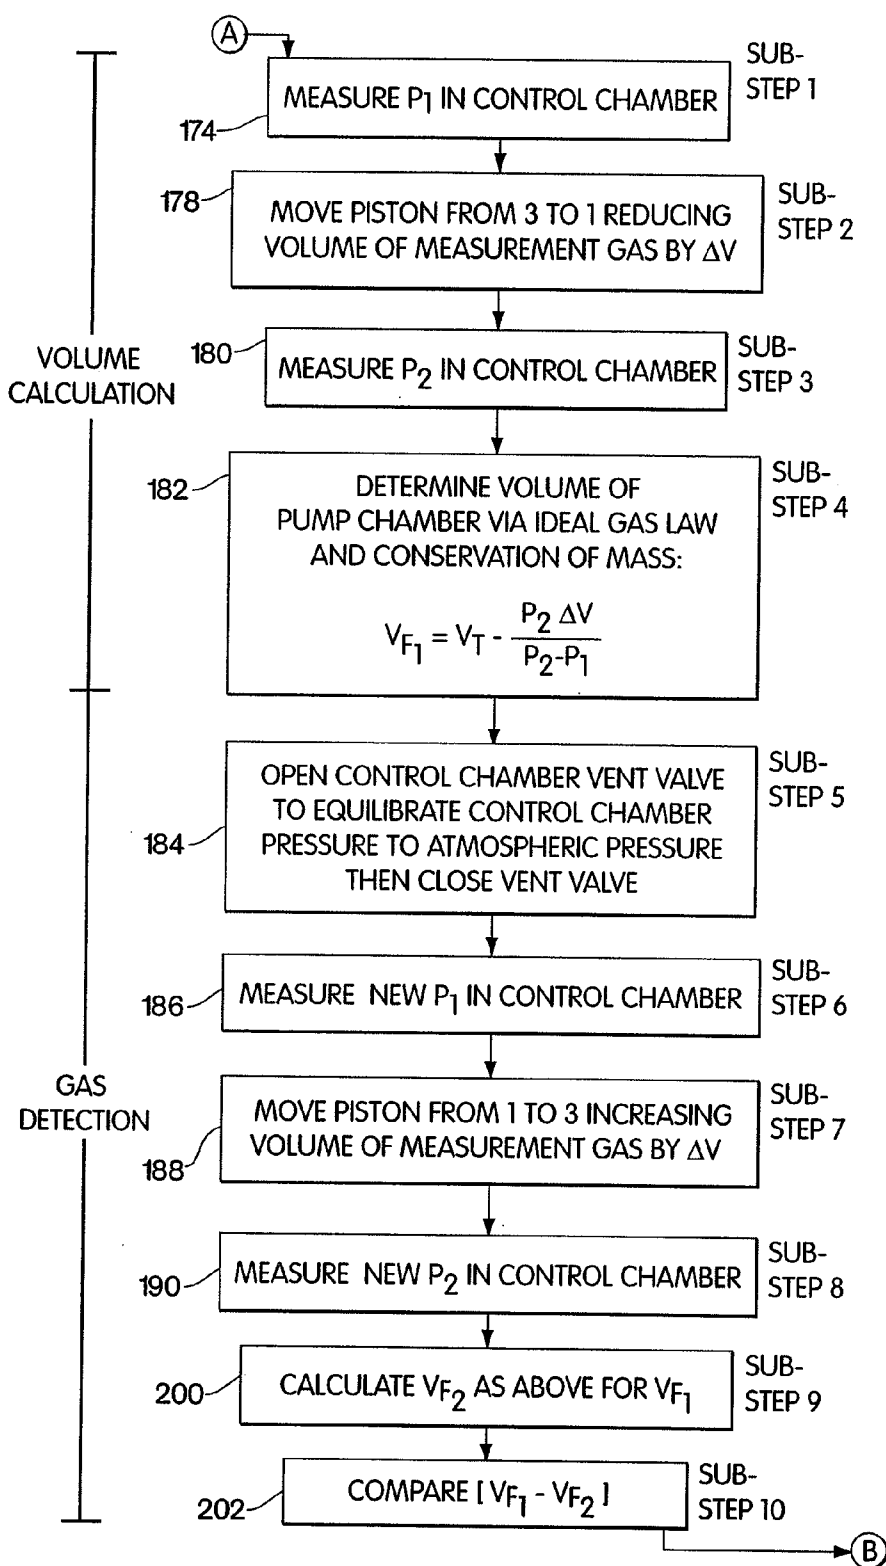 A
SUB-
STEP 1
MEASURE P1 IN CONTROL CHAMBER
174
178
SUB-
STEP 2
MOVE PISTON FROM 3 TO 1 REDUCING
VOLUME OF MEASUREMENT GAS BY ΔV
180
SUB-
STEP 3
MEASURE P2 IN CONTROL CHAMBER
VOLUME
CALCULATION
182
SUB-
STEP 4
DETERMINE VOLUME OF
PUMP CHAMBER VIA IDEAL GAS LAW
AND CONSERVATION OF MASS:
VF1 = VT - P2 ΔV
P2-P1
SUB-
STEP 5
OPEN CONTROL CHAMBER VENT VALVE
TO EQUILIBRATE CONTROL CHAMBER
PRESSURE TO ATMOSPHERIC PRESSURE
THEN CLOSE VENT VALVE
184
SUB-
STEP 6
MEASURE NEW P1 IN CONTROL CHAMBER
186
GAS
DETECTION
SUB-
STEP 7
MOVE PISTON FROM 1 TO 3 INCREASING
VOLUME OF MEASUREMENT GAS BY ΔV
188
SUB-
STEP 8
MEASURE NEW P2 IN CONTROL CHAMBER
190
SUB-
STEP 9
CALCULATE VF2 AS ABOVE FOR VF1
200
SUB-
STEP 10
COMPARE [ VF1 - VF2 ]
202
B